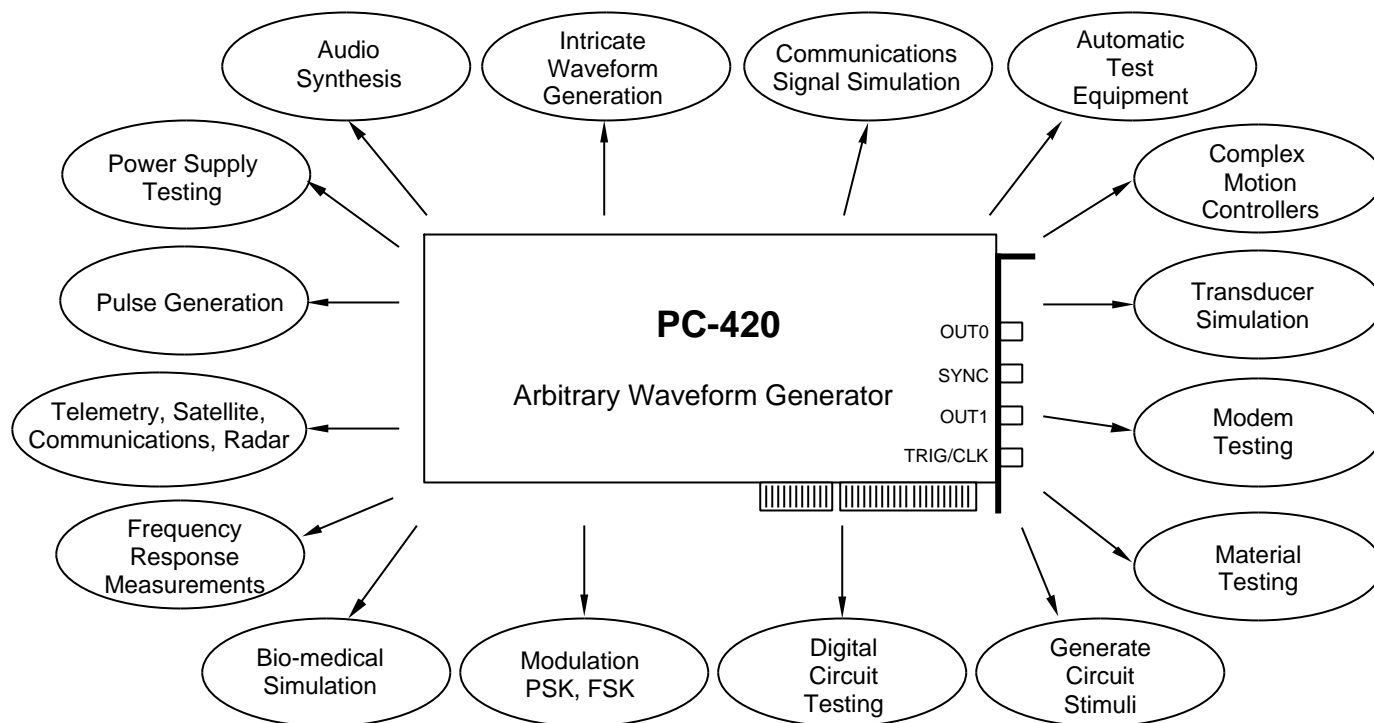 Audio
Synthesis
Intricate
Waveform
Generation
Communications
Signal Simulation
Automatic
Test
Equipment
Power Supply
Testing
Complex
Motion
Controllers
Pulse Generation
Transducer
Simulation
PC-420
Arbitrary Waveform Generator
OUT0
SYNC
OUT1
TRIG/CLK
Telemetry, Satellite,
Communications, Radar
Modem
Testing
Frequency
Response
Measurements
Material
Testing
Bio-medical
Simulation
Modulation
PSK, FSK
Digital
Circuit
Testing
Generate
Circuit
Stimuli